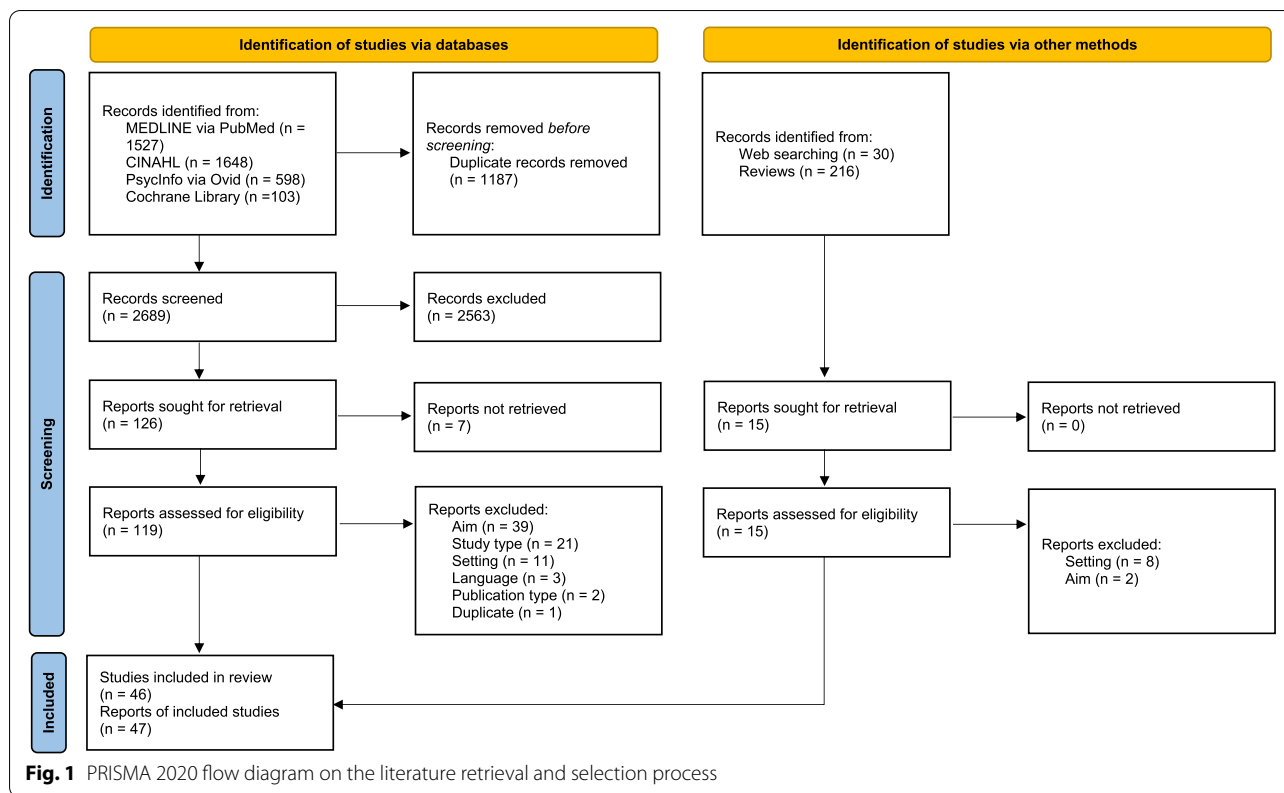 Identification of studies via databases
Identification of studies via other methods
Identification
Records identified from:
MEDLINE via PubMed (n =
1527)
CINAHL (n = 1648)
PsycInfo via Ovid (n = 598)
Cochrane Library (n =103)
Records removed before
screening:
Duplicate records removed
(n = 1187)
Records identified from:
Web searching (n = 30)
Reviews (n = 216)
Screening
Records screened
(n = 2689)
Records excluded
(n = 2563)
Reports sought for retrieval
(n = 126)
Reports not retrieved
(n = 7)
Reports sought for retrieval
(n = 15)
Reports not retrieved
(n = 0)
Reports assessed for eligibility
(n = 119)
Reports excluded:
Aim (n = 39)
Study type (n = 21)
Setting (n = 11)
Language (n = 3)
Publication type (n = 2)
Duplicate (n = 1)
Reports assessed for eligibility
(n = 15)
Reports excluded:
Setting (n = 8)
Aim (n = 2)
Included
Studies included in review
(n = 46)
Reports of included studies
(n = 47)
Fig. 1 PRISMA 2020 flow diagram on the literature retrieval and selection process